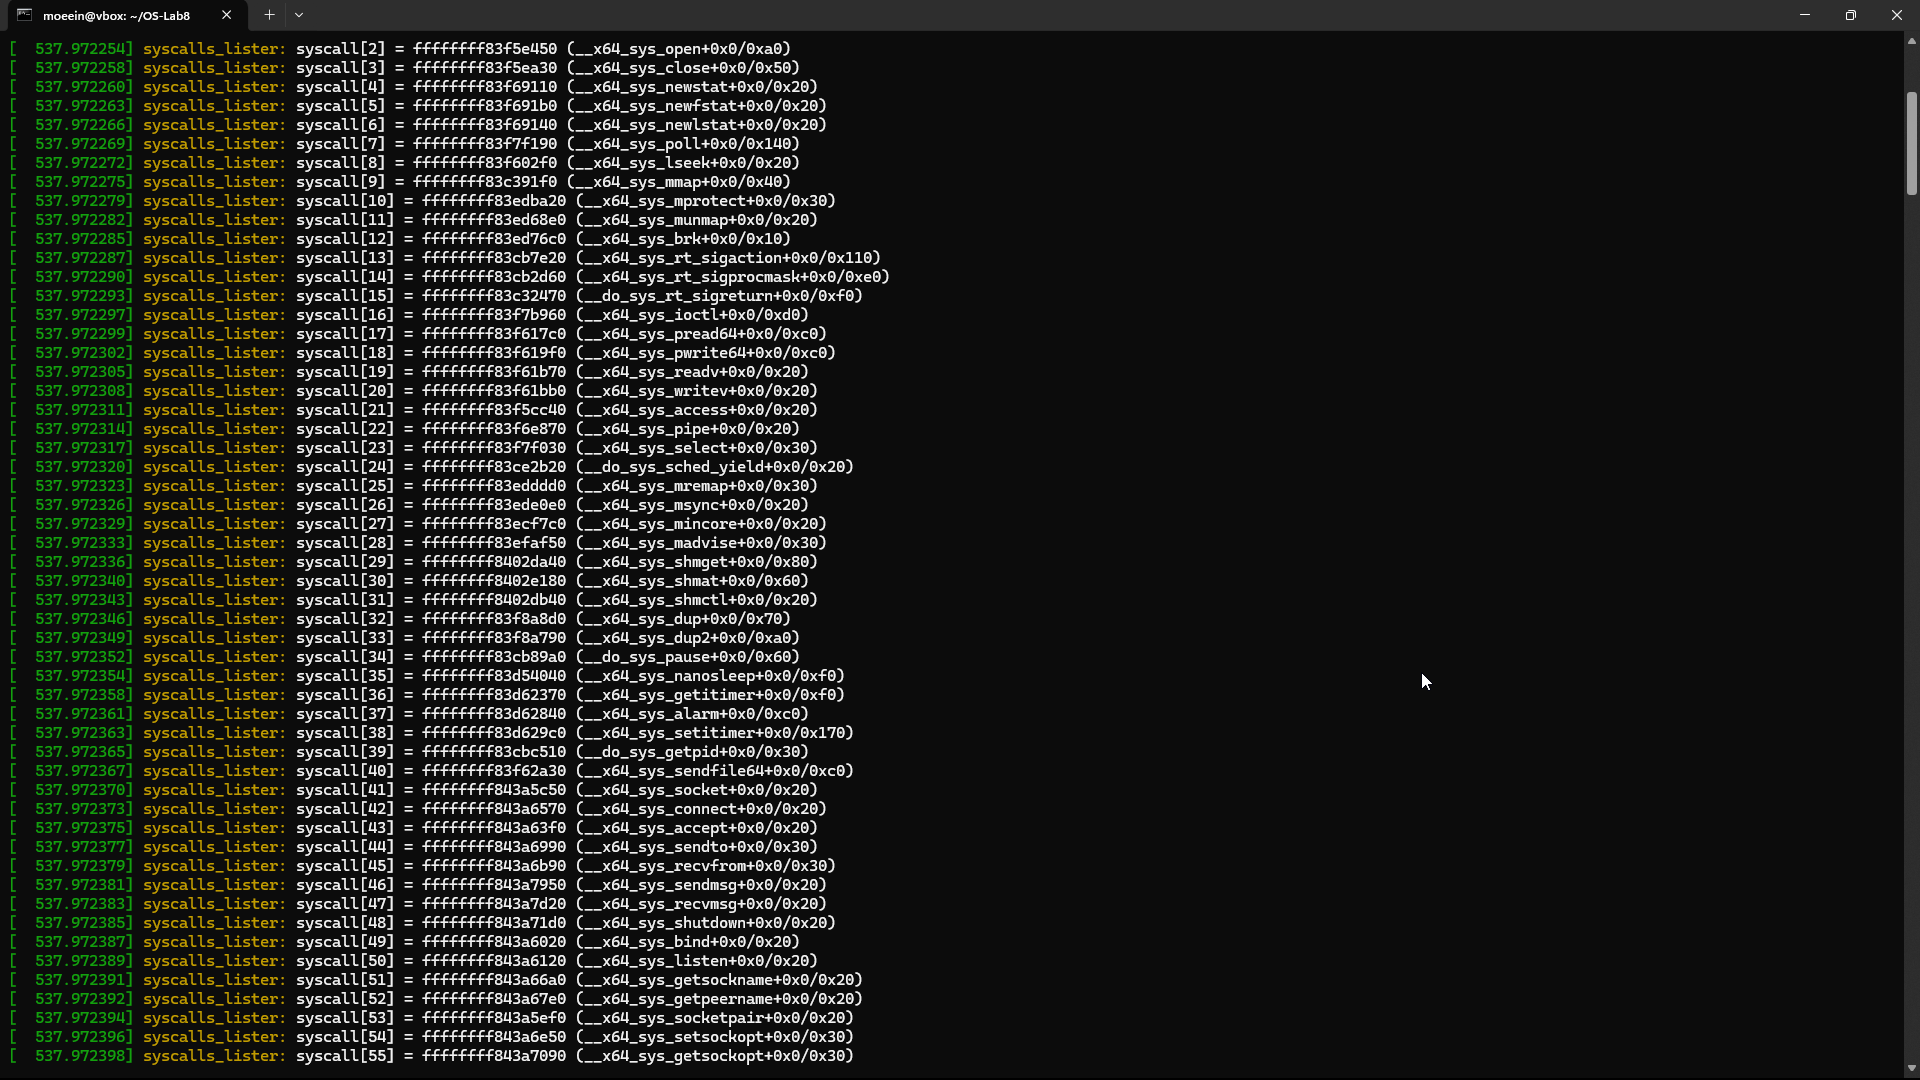 moeein@vbox: ~/OS-Lab8
[  537.972254] syscalls_lister: syscall[2] = ffffffff83f5e450 (__x64_sys_open+0x0/0xa0)
[  537.972258] syscalls_lister: syscall[3] = ffffffff83f5ea30 (__x64_sys_close+0x0/0x50)
[  537.972260] syscalls_lister: syscall[4] = ffffffff83f69110 (__x64_sys_newstat+0x0/0x20)
[  537.972263] syscalls_lister: syscall[5] = ffffffff83f691b0 (__x64_sys_newfstat+0x0/0x20)
[  537.972266] syscalls_lister: syscall[6] = ffffffff83f69140 (__x64_sys_newlstat+0x0/0x20)
[  537.972269] syscalls_lister: syscall[7] = ffffffff83f7f190 (__x64_sys_poll+0x0/0x140)
[  537.972272] syscalls_lister: syscall[8] = ffffffff83f602f0 (__x64_sys_lseek+0x0/0x20)
[  537.972275] syscalls_lister: syscall[9] = ffffffff83c391f0 (__x64_sys_mmap+0x0/0x40)
[  537.972279] syscalls_lister: syscall[10] = ffffffff83edba20 (__x64_sys_mprotect+0x0/0x30)
[  537.972282] syscalls_lister: syscall[11] = ffffffff83ed68e0 (__x64_sys_munmap+0x0/0x20)
[  537.972285] syscalls_lister: syscall[12] = ffffffff83ed76c0 (__x64_sys_brk+0x0/0x10)
[  537.972287] syscalls_lister: syscall[13] = ffffffff83cb7e20 (__x64_sys_rt_sigaction+0x0/0x110)
[  537.972290] syscalls_lister: syscall[14] = ffffffff83cb2d60 (__x64_sys_rt_sigprocmask+0x0/0xe0)
[  537.972293] syscalls_lister: syscall[15] = ffffffff83c32470 (__do_sys_rt_sigreturn+0x0/0xf0)
[  537.972297] syscalls_lister: syscall[16] = ffffffff83f7b960 (__x64_sys_ioctl+0x0/0xd0)
[  537.972299] syscalls_lister: syscall[17] = ffffffff83f617c0 (__x64_sys_pread64+0x0/0xc0)
[  537.972302] syscalls_lister: syscall[18] = ffffffff83f619f0 (__x64_sys_pwrite64+0x0/0xc0)
[  537.972305] syscalls_lister: syscall[19] = ffffffff83f61b70 (__x64_sys_readv+0x0/0x20)
[  537.972308] syscalls_lister: syscall[20] = ffffffff83f61bb0 (__x64_sys_writev+0x0/0x20)
[  537.972311] syscalls_lister: syscall[21] = ffffffff83f5cc40 (__x64_sys_access+0x0/0x20)
[  537.972314] syscalls_lister: syscall[22] = ffffffff83f6e870 (__x64_sys_pipe+0x0/0x20)
[  537.972317] syscalls_lister: syscall[23] = ffffffff83f7f030 (__x64_sys_select+0x0/0x30)
[  537.972320] syscalls_lister: syscall[24] = ffffffff83ce2b20 (__do_sys_sched_yield+0x0/0x20)
[  537.972323] syscalls_lister: syscall[25] = ffffffff83edddd0 (__x64_sys_mremap+0x0/0x30)
[  537.972326] syscalls_lister: syscall[26] = ffffffff83ede0e0 (__x64_sys_msync+0x0/0x20)
[  537.972329] syscalls_lister: syscall[27] = ffffffff83ecf7c0 (__x64_sys_mincore+0x0/0x20)
[  537.972333] syscalls_lister: syscall[28] = ffffffff83efaf50 (__x64_sys_madvise+0x0/0x30)
[  537.972336] syscalls_lister: syscall[29] = ffffffff8402da40 (__x64_sys_shmget+0x0/0x80)
[  537.972340] syscalls_lister: syscall[30] = ffffffff8402e180 (__x64_sys_shmat+0x0/0x60)
[  537.972343] syscalls_lister: syscall[31] = ffffffff8402db40 (__x64_sys_shmctl+0x0/0x20)
[  537.972346] syscalls_lister: syscall[32] = ffffffff83f8a8d0 (__x64_sys_dup+0x0/0x70)
[  537.972349] syscalls_lister: syscall[33] = ffffffff83f8a790 (__x64_sys_dup2+0x0/0xa0)
[  537.972352] syscalls_lister: syscall[34] = ffffffff83cb89a0 (__do_sys_pause+0x0/0x60)
[  537.972354] syscalls_lister: syscall[35] = ffffffff83d54040 (__x64_sys_nanosleep+0x0/0xf0)
[  537.972358] syscalls_lister: syscall[36] = ffffffff83d62370 (__x64_sys_getitimer+0x0/0xf0)
[  537.972361] syscalls_lister: syscall[37] = ffffffff83d62840 (__x64_sys_alarm+0x0/0xc0)
[  537.972363] syscalls_lister: syscall[38] = ffffffff83d629c0 (__x64_sys_setitimer+0x0/0x170)
[  537.972365] syscalls_lister: syscall[39] = ffffffff83cbc510 (__do_sys_getpid+0x0/0x30)
[  537.972367] syscalls_lister: syscall[40] = ffffffff83f62a30 (__x64_sys_sendfile64+0x0/0xc0)
[  537.972370] syscalls_lister: syscall[41] = ffffffff843a5c50 (__x64_sys_socket+0x0/0x20)
[  537.972373] syscalls_lister: syscall[42] = ffffffff843a6570 (__x64_sys_connect+0x0/0x20)
[  537.972375] syscalls_lister: syscall[43] = ffffffff843a63f0 (__x64_sys_accept+0x0/0x20)
[  537.972377] syscalls_lister: syscall[44] = ffffffff843a6990 (__x64_sys_sendto+0x0/0x30)
[  537.972379] syscalls_lister: syscall[45] = ffffffff843a6b90 (__x64_sys_recvfrom+0x0/0x30)
[  537.972381] syscalls_lister: syscall[46] = ffffffff843a7950 (__x64_sys_sendmsg+0x0/0x20)
[  537.972383] syscalls_lister: syscall[47] = ffffffff843a7d20 (__x64_sys_recvmsg+0x0/0x20)
[  537.972385] syscalls_lister: syscall[48] = ffffffff843a71d0 (__x64_sys_shutdown+0x0/0x20)
[  537.972387] syscalls_lister: syscall[49] = ffffffff843a6020 (__x64_sys_bind+0x0/0x20)
[  537.972389] syscalls_lister: syscall[50] = ffffffff843a6120 (__x64_sys_listen+0x0/0x20)
[  537.972391] syscalls_lister: syscall[51] = ffffffff843a66a0 (__x64_sys_getsockname+0x0/0x20)
[  537.972392] syscalls_lister: syscall[52] = ffffffff843a67e0 (__x64_sys_getpeername+0x0/0x20)
[  537.972394] syscalls_lister: syscall[53] = ffffffff843a5ef0 (__x64_sys_socketpair+0x0/0x20)
[  537.972396] syscalls_lister: syscall[54] = ffffffff843a6e50 (__x64_sys_setsockopt+0x0/0x30)
[  537.972398] syscalls_lister: syscall[55] = ffffffff843a7090 (__x64_sys_getsockopt+0x0/0x30)